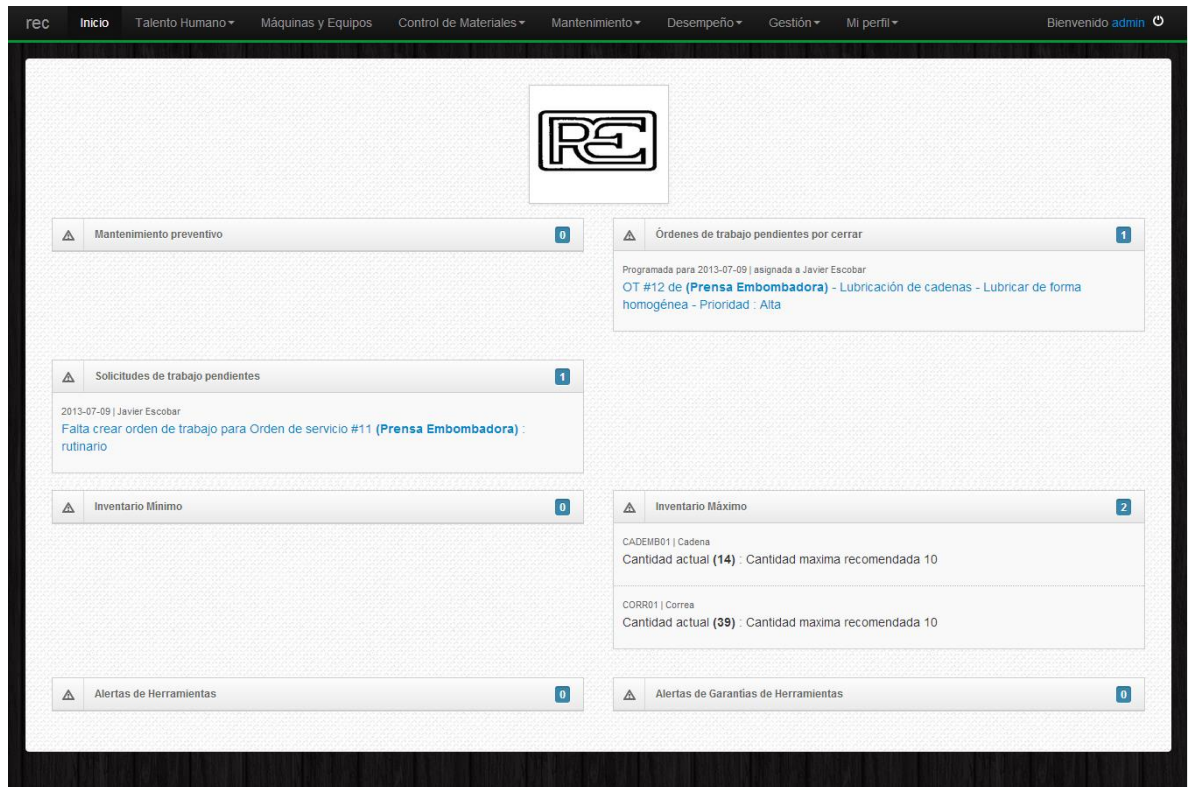 rec Inicio Talento Humano Máquinas y Equipos Control de Materiales Mantenimiento Desempeño Gestión Mi perfil Bienvenido admin
REC
Mantenimiento preventivo 0
Órdenes de trabajo pendientes por cerrar 1
Programada para 2013-07-09 | asignada a Javier Escobar
OT #12 de (Prensa Embombadora) - Lubricación de cadenas - Lubricar de forma
homogénea - Prioridad : Alta
Solicitudes de trabajo pendientes 1
2013-07-09 | Javier Escobar
Falta crear orden de trabajo para Orden de servicio #11 (Prensa Embombadora) :
rutinario
Inventario Mínimo 0
Inventario Máximo 2
CADEMB01 | Cadena
Cantidad actual (14) : Cantidad maxima recomendada 10
CORR01 | Correa
Cantidad actual (39) : Cantidad maxima recomendada 10
Alertas de Herramientas 0
Alertas de Garantías de Herramientas 0